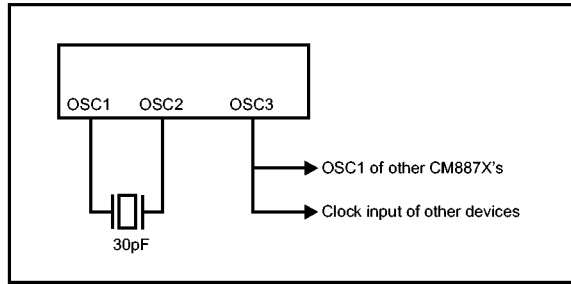 OSC1 OSC2 OSC3
OSC1 of other CM887X's
Clock input of other devices
30pF